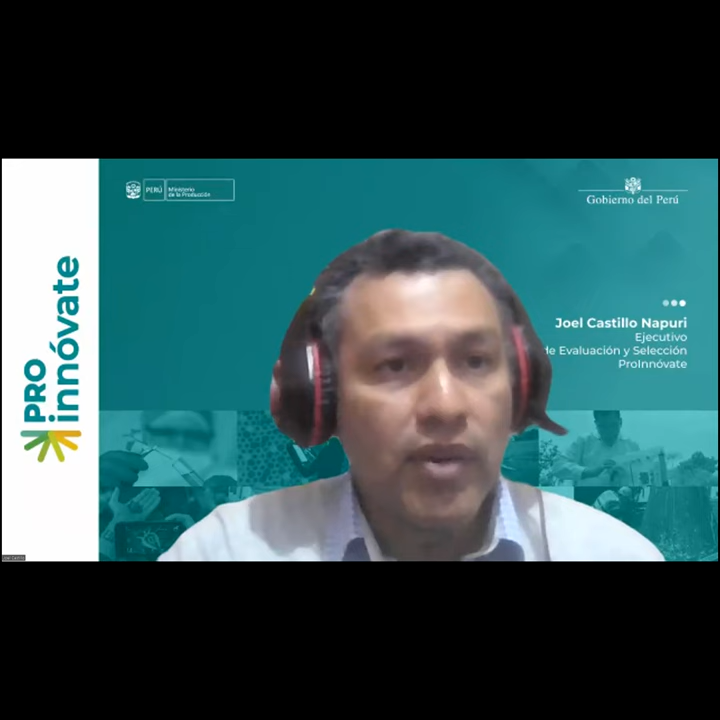 PRO
innóvate
PERÚ
Ministerio
de la Producción
Gobierno del Perú
Joel Castillo Napuri
Ejecutivo
de Evaluación y Selección
ProInnóvate